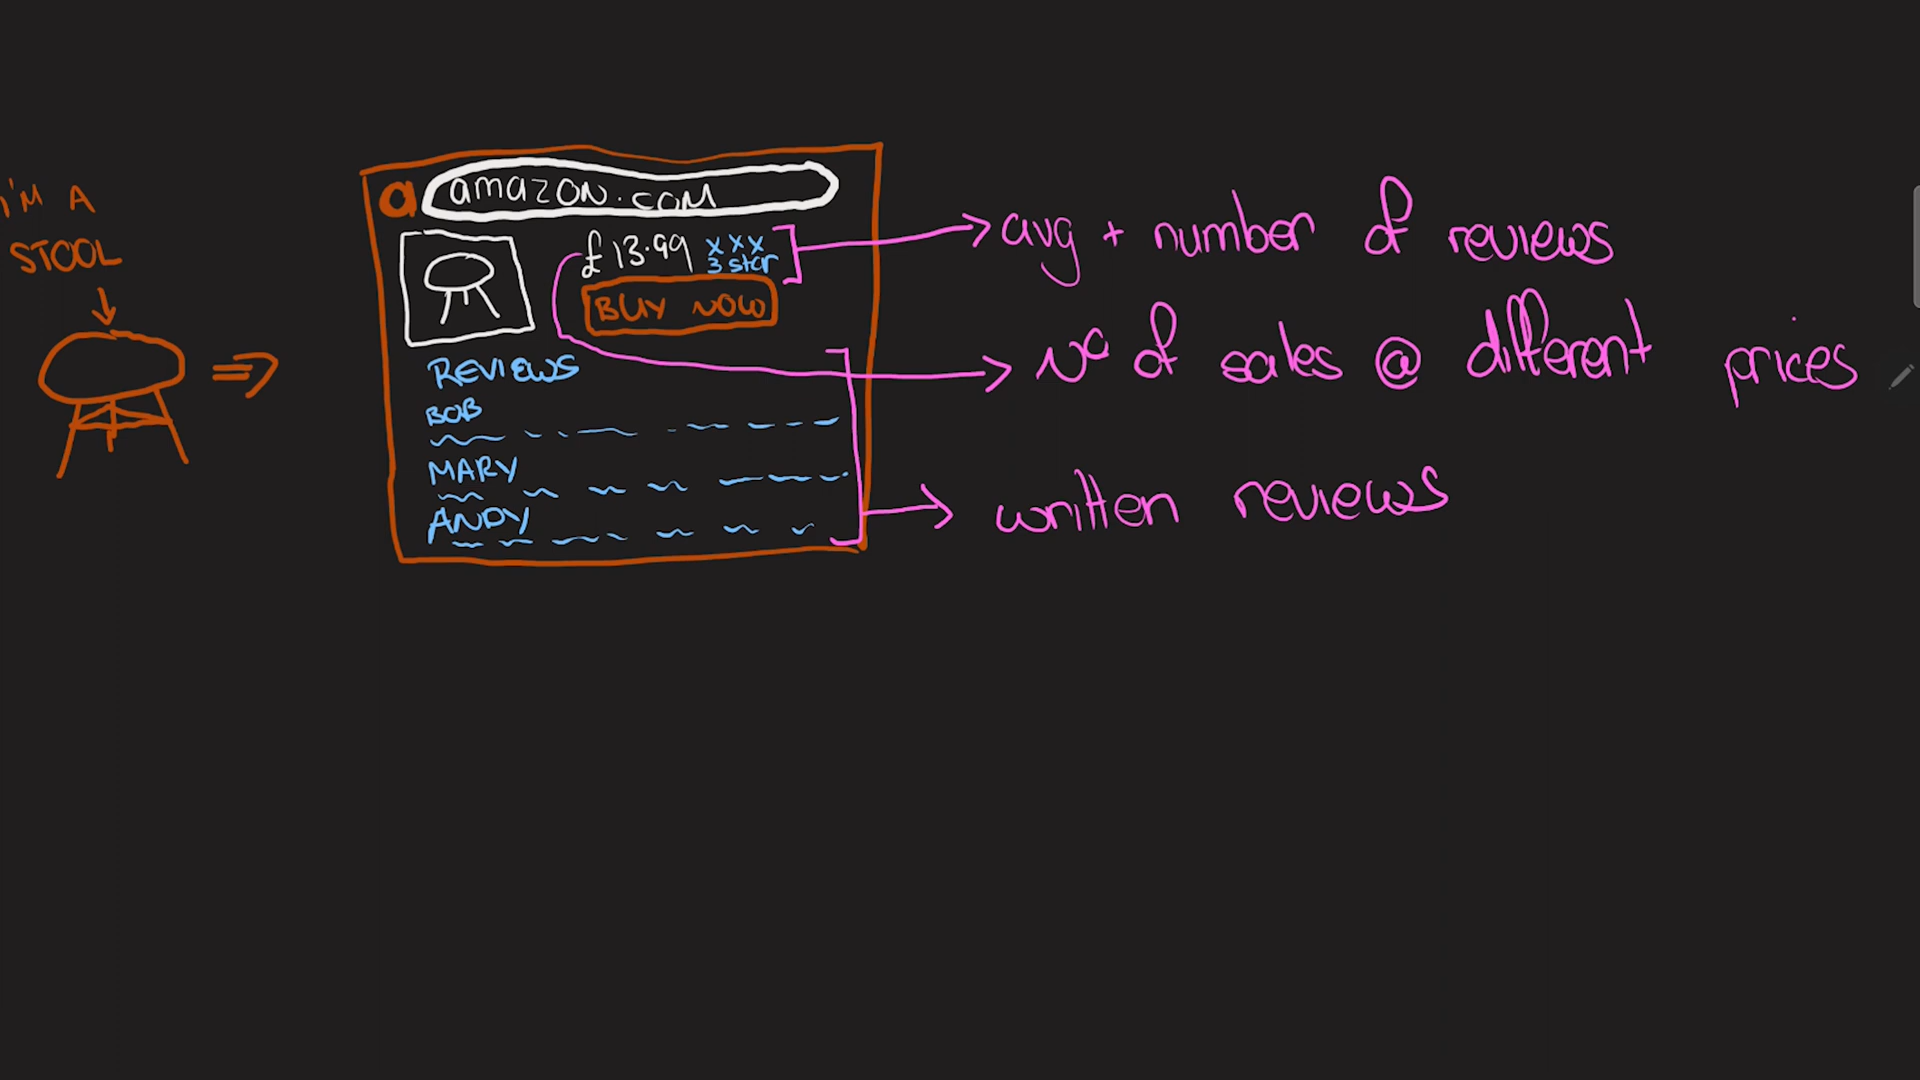 I'M A
STOOL
a amazon.com
£13.99 xxx
3 star
BUY NOW
REVIEWS
BOB
MARY
ANDY
avg + number of reviews
No of sales @ different prices
written reviews